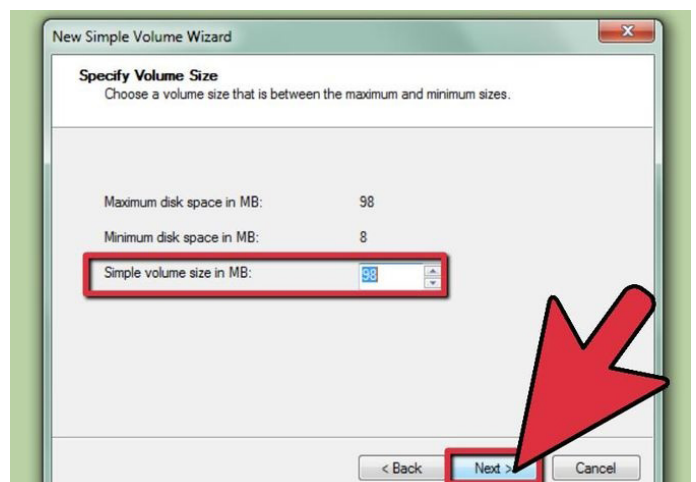 New Simple Volume Wizard
Specify Volume Size
Choose a volume size that is between the maximum and minimum sizes.
Maximum disk space in MB: 98
Minimum disk space in MB: 8
Simple volume size in MB: 98
< Back Next > Cancel